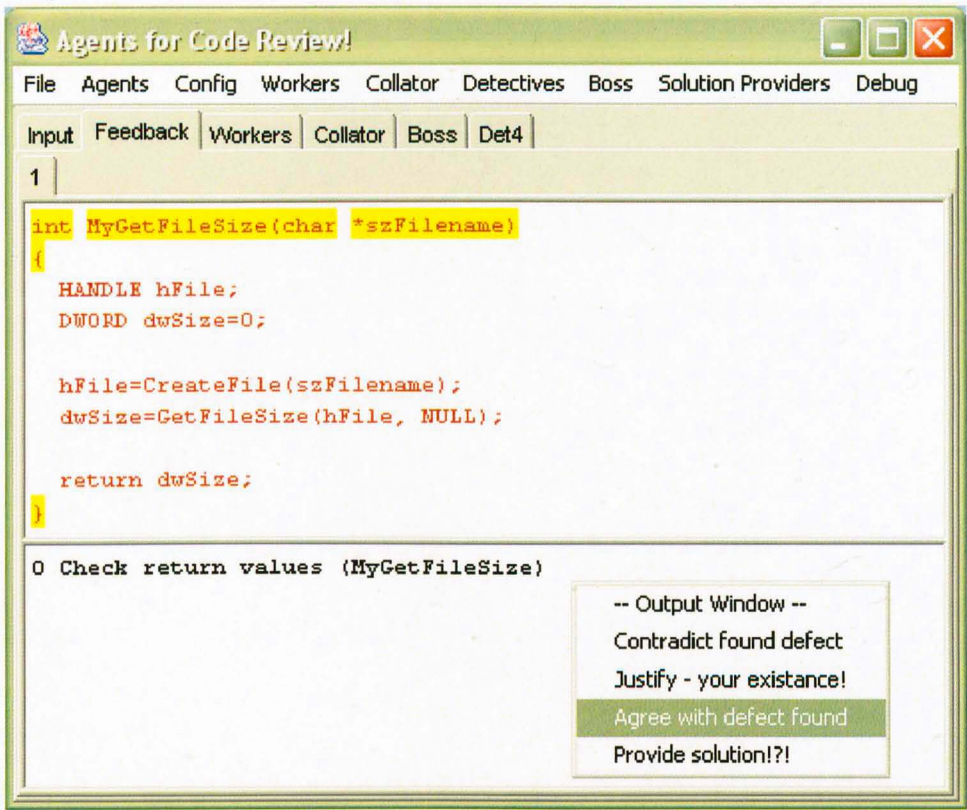 Agents for Code Review!
File Agents Config Workers Collator Detectives Boss Solution Providers Debug
Input Feedback Workers Collator Boss Det4
1
int MyGetFileSize(char *szFilename)
{
HANDLE hFile;
DWORD dwSize=0;
hFile=CreateFile(szFilename);
dwSize=GetFileSize(hFile, NULL);
return dwSize;
}
0 Check return values (MyGetFileSize)
-- Output Window --
Contradict found defect
Justify - your existance!
Agree with defect found
Provide solution!?!